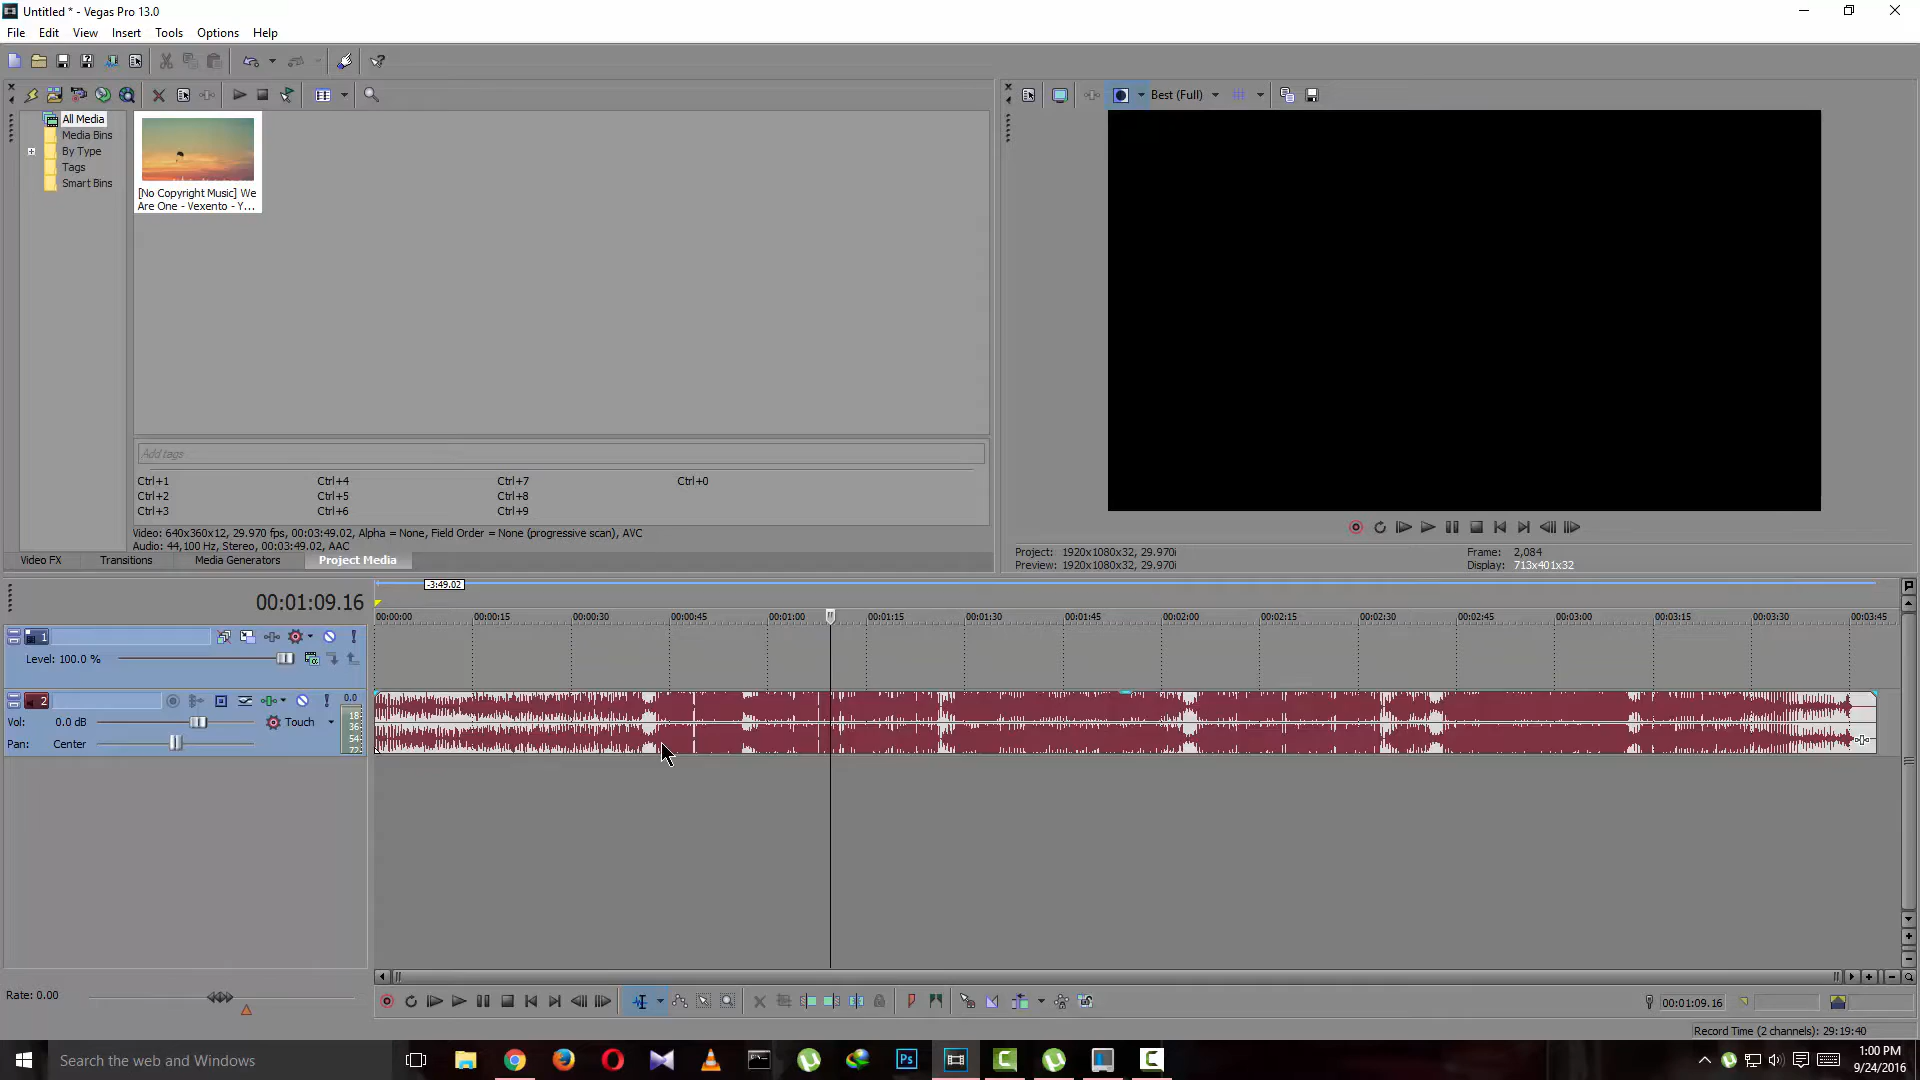 Untitled * - Vegas Pro 13.0
File Edit View Insert Tools Options Help
Best (Full)
All Media
Media Bins
By Type
Tags
Smart Bins
[No Copyright Music] We
Are One - Vexento - Y...
Add tags
Ctrl+1 Ctrl+4 Ctrl+7 Ctrl+0
Ctrl+2 Ctrl+5 Ctrl+8
Ctrl+3 Ctrl+6 Ctrl+9
Video: 640x360x12, 29.970 fps, 00:03:49.02, Alpha = None, Field Order = None (progressive scan), AVC
Audio: 44,100 Hz, Stereo, 00:03:49.02, AAC
Video FX Transitions Media Generators Project Media
Project: 1920x1080x32, 29.970i Frame: 2,084
Preview: 1920x1080x32, 29.970i Display: 713x401x32
-3:49.02
00:01:09.16
00:00:00 00:00:15 00:00:30 00:00:45 00:01:00 00:01:15 00:01:30 00:01:45 00:02:00 00:02:15 00:02:30 00:02:45 00:03:00 00:03:15 00:03:30 00:03:45
1
Level: 100.0 %
2 0.0
Vol: 0.0 dB Touch
Pan: Center
18
36
54
72
Rate: 0.00
00:01:09.16
Record Time (2 channels): 29:19:40
Search the web and Windows
Ps
1:00 PM
9/24/2016